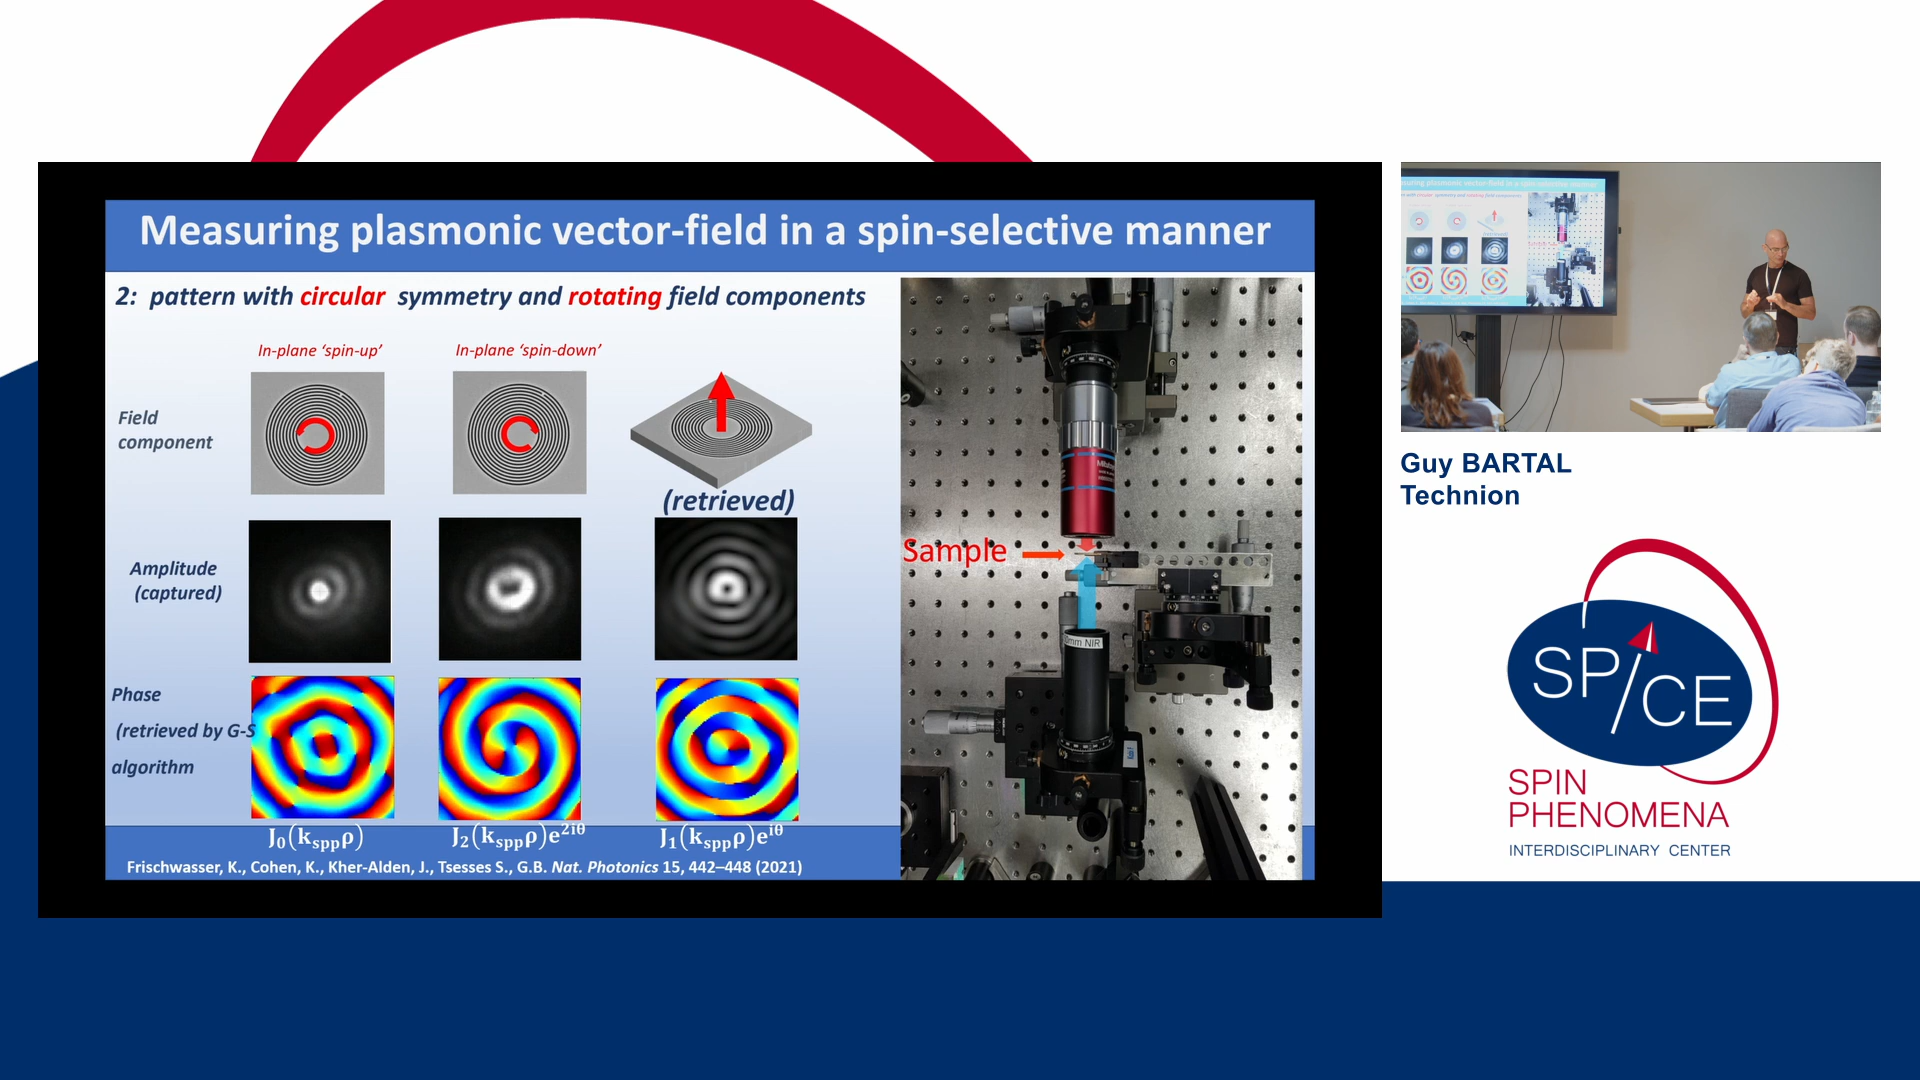 Measuring plasmonic vector-field in a spin-selective manner
2: pattern with circular symmetry and rotating field components
In-plane ‘spin-up’
In-plane ‘spin-down’
Field
component
(retrieved)
Amplitude
(captured)
Phase
(retrieved by G-S
algorithm
J₀(kₛₚₚρ)
J₂(kₛₚₚρ)e²ⁱᶿ
J₁(kₛₚₚρ)eⁱᶿ
Frischwasser, K., Cohen, K., Kher-Alden, J., Tsesses S., G.B. Nat. Photonics 15, 442–448 (2021)
Sample
mm NIR
Guy BARTAL
Technion
SPICE
SPIN
PHENOMENA
INTERDISCIPLINARY CENTER